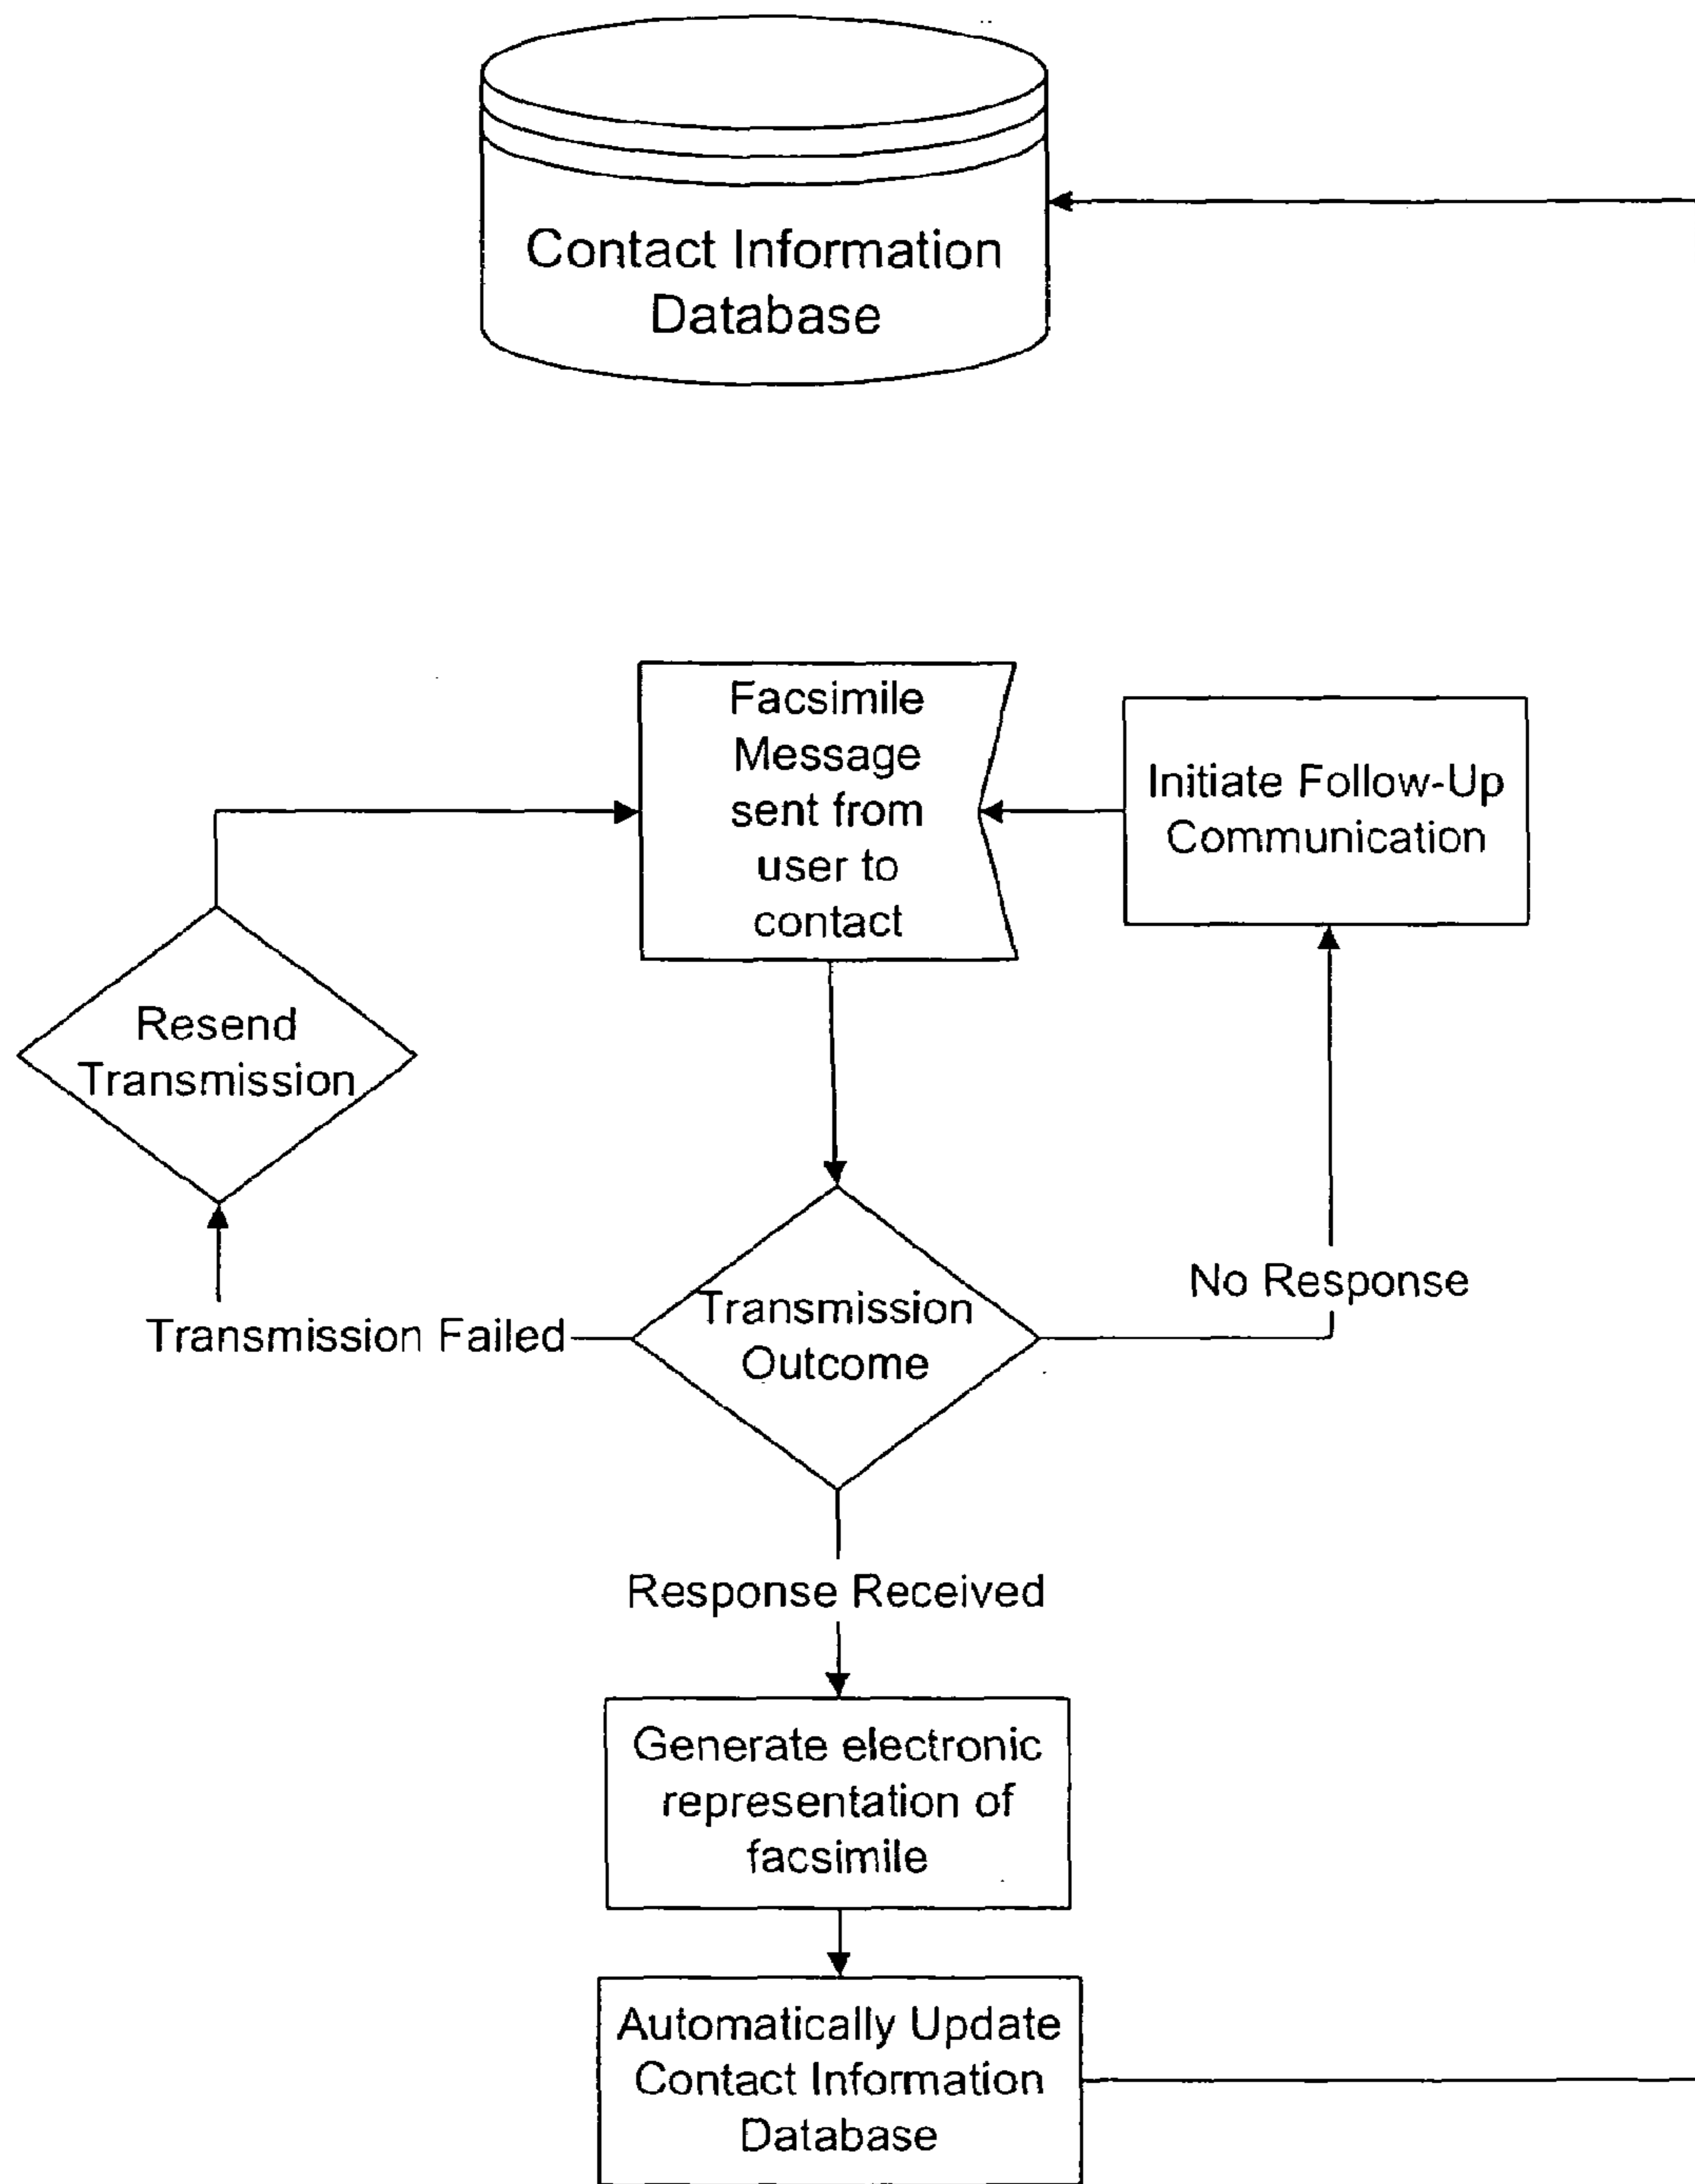 Contact Information
Database
Facsimile
Message
sent from
user to
contact
Initiate Follow-Up
Communication
Resend
Transmission
No Response
Transmission Failed
Transmission
Outcome
Response Received
Generate electronic
representation of
facsimile
Automatically Update
Contact Information
Database